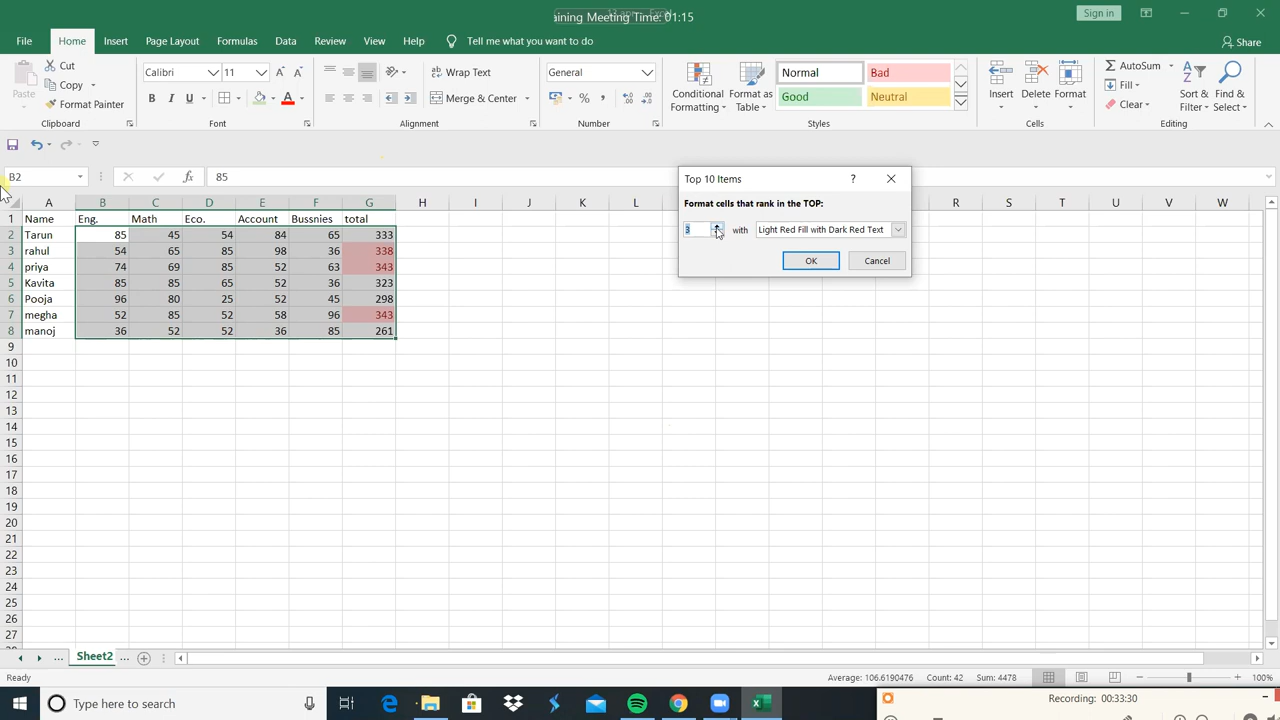 aining Meeting Time: 01:15
Sign in
File Home Insert Page Layout Formulas Data Review View Help Tell me what you want to do Share
Paste Cut Copy Format Painter Clipboard
Calibri 11 A A B I U A Font
Wrap Text Merge & Center Alignment
General % , Number
Conditional Formatting Format as Table Normal Bad Good Neutral Styles
Insert Delete Format Cells
AutoSum Fill Clear Sort & Filter Find & Select Editing
B2 fx 85
Top 10 Items ?
Format cells that rank in the TOP:
3 with Light Red Fill with Dark Red Text
OK Cancel
A B C D E F G H I J K L R S T U V W
1 Name Eng. Math Eco. Account Bussnies total
2 Tarun 85 45 54 84 65 333
3 rahul 54 65 85 98 36 338
4 priya 74 69 85 52 63 343
5 Kavita 85 85 65 52 36 323
6 Pooja 96 80 25 52 45 298
7 megha 52 85 52 58 96 343
8 manoj 36 52 52 36 85 261
9
10
11
12
13
14
15
16
17
18
19
20
21
22
23
24
25
26
27
... Sheet2 ...
Ready Average: 106.6190476 Count: 42 Sum: 4478 100%
Type here to search
Recording: 00:33:30